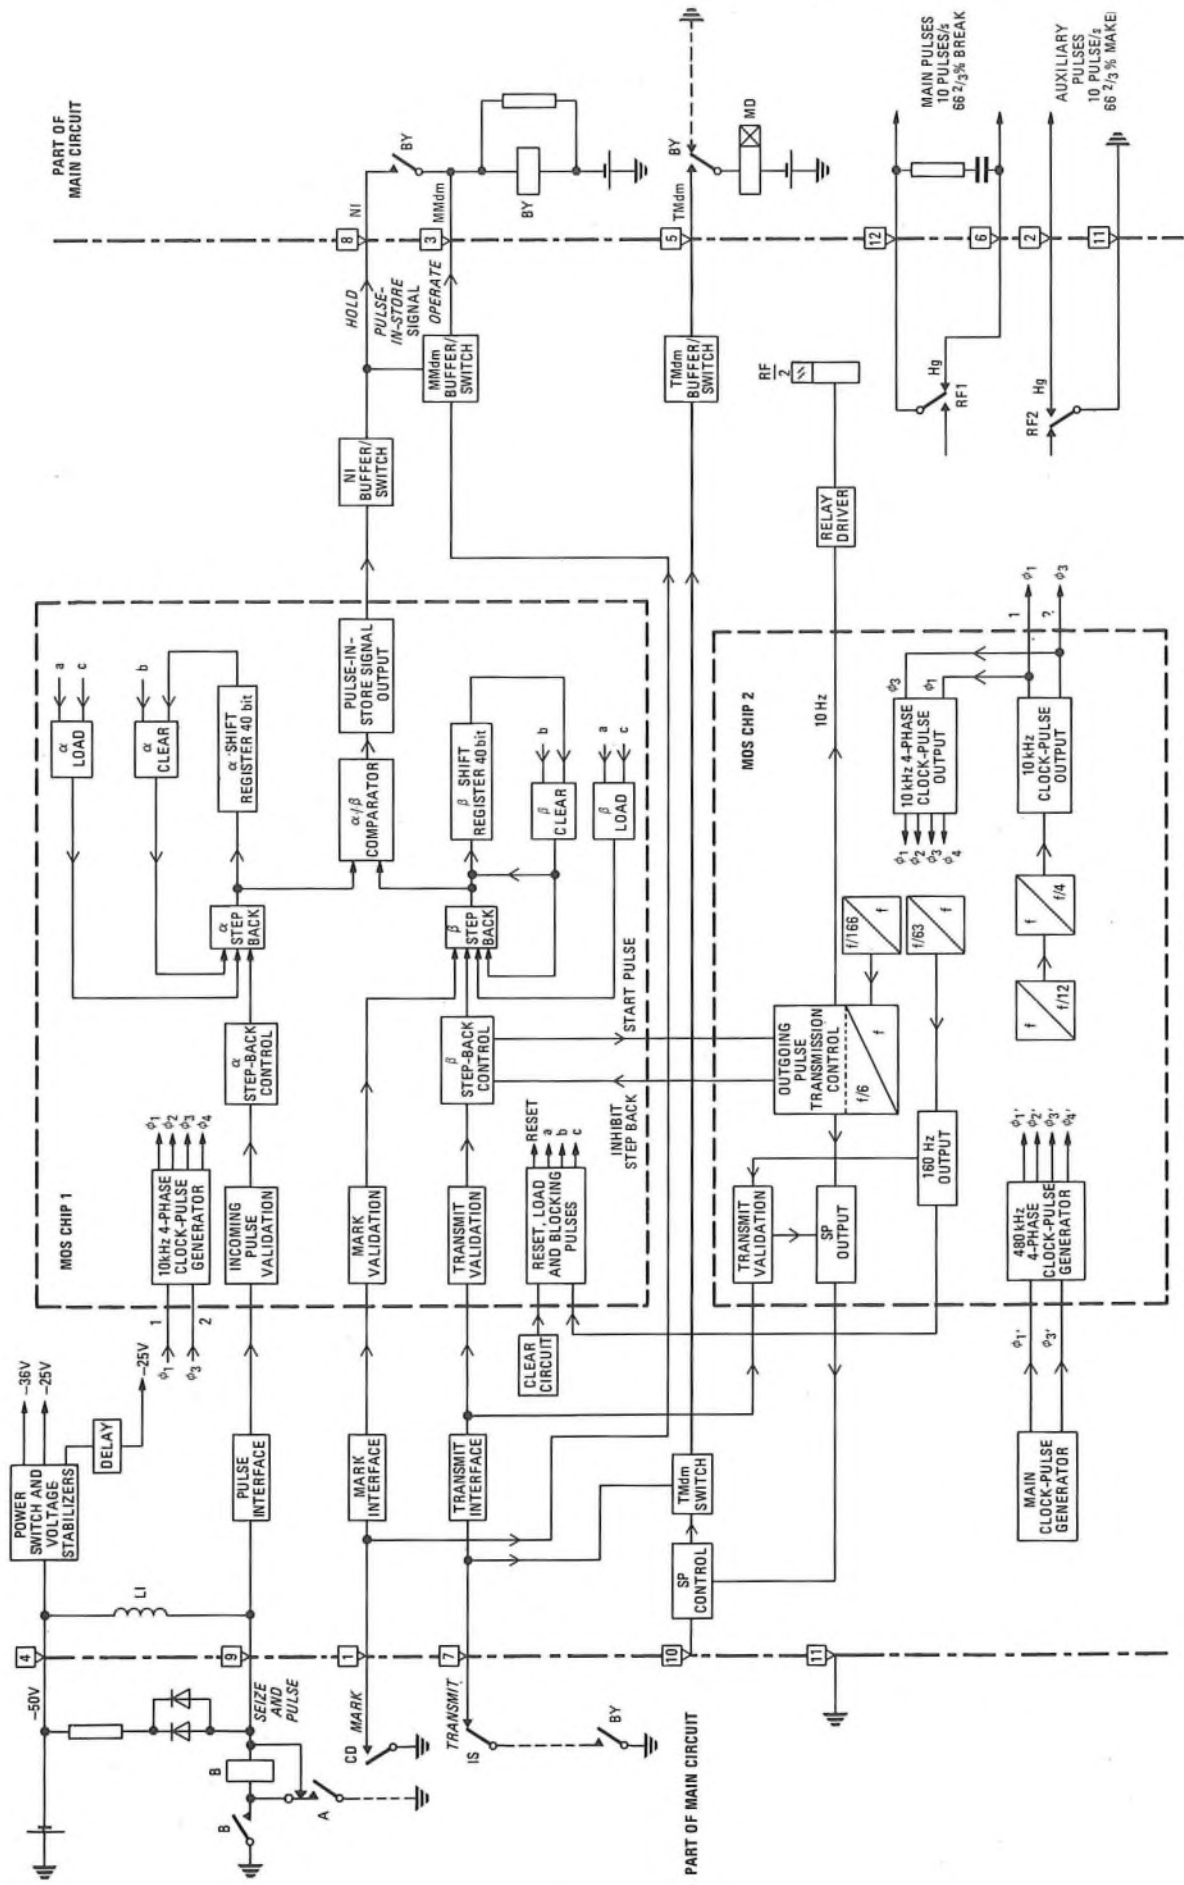 PART OF
MAIN CIRCUIT
MAIN PULSES
10 PULSES/s
66 2/3 % BREAK
AUXILIARY
PULSES
10 PULSE/s
66 2/3 % MAKE
BY
NI
8
MMdm
3
BY
HOLD
PULSE-
IN-STORE
SIGNAL
OPERATE
NI
BUFFER/
SWITCH
MMdm
BUFFER/
SWITCH
BY
MD
TMdm
5
TMdm
BUFFER/
SWITCH
12
6
2
11
Hg
RF1
Hg
RF2
RF
2
RELAY
DRIVER
MOS CHIP 1
a
c
α
LOAD
b
α
CLEAR
α SHIFT
REGISTER 40 bit
α
STEP
BACK
α
STEP-BACK
CONTROL
PULSE-IN-
STORE SIGNAL
OUTPUT
α/β
COMPARATOR
β SHIFT
REGISTER 40bit
b
β
CLEAR
a
c
β
LOAD
β
STEP
BACK
β
STEP-BACK
CONTROL
START PULSE
INHIBIT
STEP BACK
10kHz 4-PHASE
CLOCK-PULSE
GENERATOR
ϕ1
ϕ2
ϕ3
ϕ4
INCOMING
PULSE
VALIDATION
MARK
VALIDATION
TRANSMIT
VALIDATION
RESET, LOAD
AND BLOCKING
PULSES
RESET
a
b
c
ϕ1
1
ϕ3
2
CLEAR
CIRCUIT
MOS CHIP 2
10 Hz
ϕ3
ϕ1
10 kHz 4-PHASE
CLOCK-PULSE
OUTPUT
ϕ1
ϕ2
ϕ3
ϕ4
1
ϕ1
2
ϕ3
10 kHz
CLOCK-PULSE
OUTPUT
f
f/4
f
f/12
f/166
f
f/63
f
OUTGOING
PULSE
TRANSMISSION
CONTROL
f/6
f
TRANSMIT
VALIDATION
SP
OUTPUT
160 Hz
OUTPUT
480 kHz
4-PHASE
CLOCK-PULSE
GENERATOR
ϕ1'
ϕ2'
ϕ3'
ϕ4'
ϕ1'
ϕ3'
MAIN
CLOCK-PULSE
GENERATOR
POWER
SWITCH AND
VOLTAGE
STABILIZERS
-36V
-25V
DELAY
-25V
LI
PULSE
INTERFACE
MARK
INTERFACE
TRANSMIT
INTERFACE
TMdm
SWITCH
SP
CONTROL
4
9
1
7
10
11
-50V
SEIZE
AND
PULSE
B
B
A
CD
MARK
TRANSMIT
IS
BY
PART OF MAIN CIRCUIT